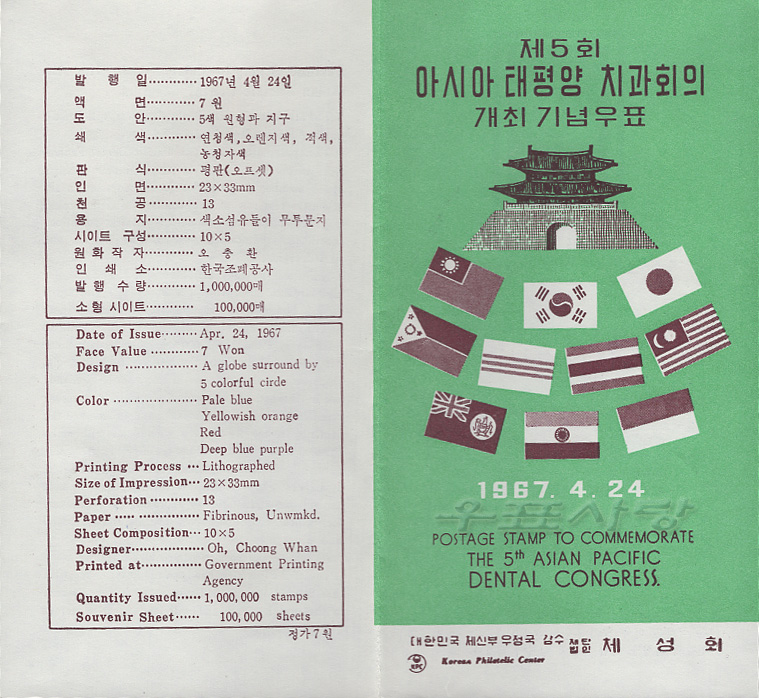 발 행 일············1967년 4월 24일
액 면············7 원
도 안············5색 원형과 지구
쇄 색············연청색,오렌지색, 적색,
농청자색
판 식············평판(오프셋)
인 면············23×33mm
천 공············13
용 지············색소섬유들이 무투문지
시이트 구성············10×5
원 화 작 자············오 충 환
인 쇄 소············한국조폐공사
발 행 수 량············1,000,000매
소 형 시이트············100,000매
Date of Issue·········Apr. 24, 1967
Face Value············7 Won
Design ··················A globe surround by
5 colorful cirde
Color ·····················Pale blue
Yellowish orange
Red
Deep blue purple
Printing Process ···Lithographed
Size of Impression···23×33mm
Perforation ············13
Paper ·····················Fibrinous, Unwmkd.
Sheet Composition···10×5
Designer··················Oh, Choong Whan
Printed at···············Government Printing
Agency
Quantity Issued······1,000,000 stamps
Souvenir Sheet······ 100,000 sheets
정가7원
제5회
아시아 태평양 치과회의
개최 기념우표
1967. 4. 24
우표사랑
POSTAGE STAMP TO COMMEMORATE
THE 5th ASIAN PACIFIC
DENTAL CONGRESS.
대한민국 체신부 우정국 감수 재단법인 체 성 회
KPC Korean Philatelic Center